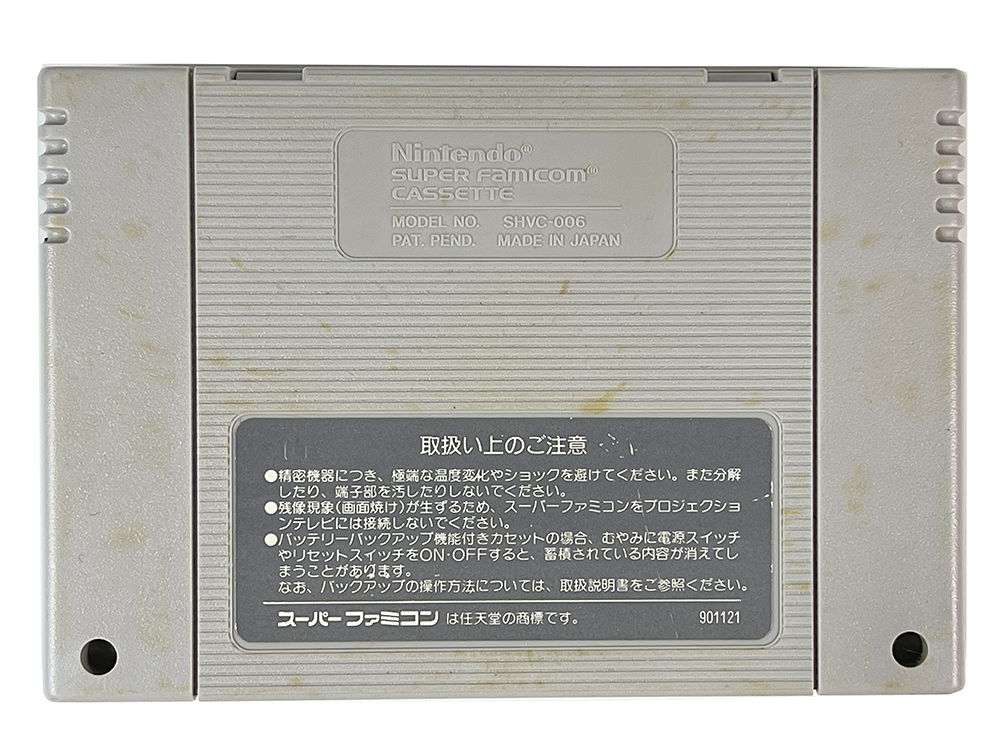 Nintendo®
SUPER FAMICOM®
CASSETTE
MODEL NO. SHVC-006
PAT. PEND. MADE IN JAPAN
取扱い上のご注意
●精密機器につき、極端な温度変化やショックを避けてください。また分解
したり、端子部を汚したりしないでください。
●残像現象(画面焼け)が生ずるため、スーパーファミコンをプロジェクショ
ンテレビには接続しないでください。
●バッテリーバックアップ機能付きカセットの場合、むやみに電源スイッチ
やリセットスイッチをON・OFFすると、蓄積されている内容が消えてし
まうことがあります。
なお、バックアップの操作方法については、取扱説明書をご参照ください。
スーパーファミコン は任天堂の商標です。 901121